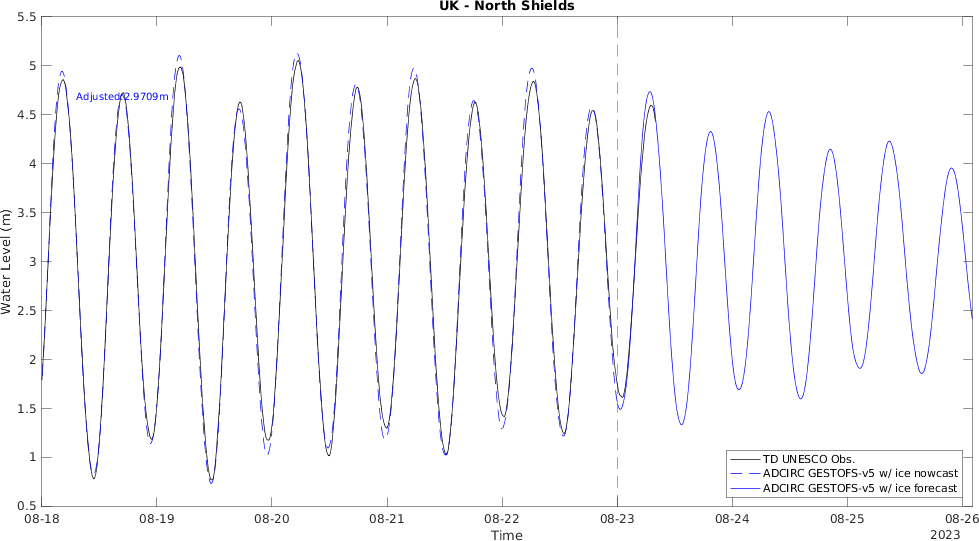 UK - North Shields
5.5
5
4.5
4
3.5
3
2.5
2
1.5
1
0.5
Water Level (m)
Adjusted 2.9709m
TD UNESCO Obs.
ADCIRC GESTOFS-v5 w/ ice nowcast
ADCIRC GESTOFS-v5 w/ ice forecast
08-18 08-19 08-20 08-21 08-22 08-23 08-24 08-25 08-26
Time
2023